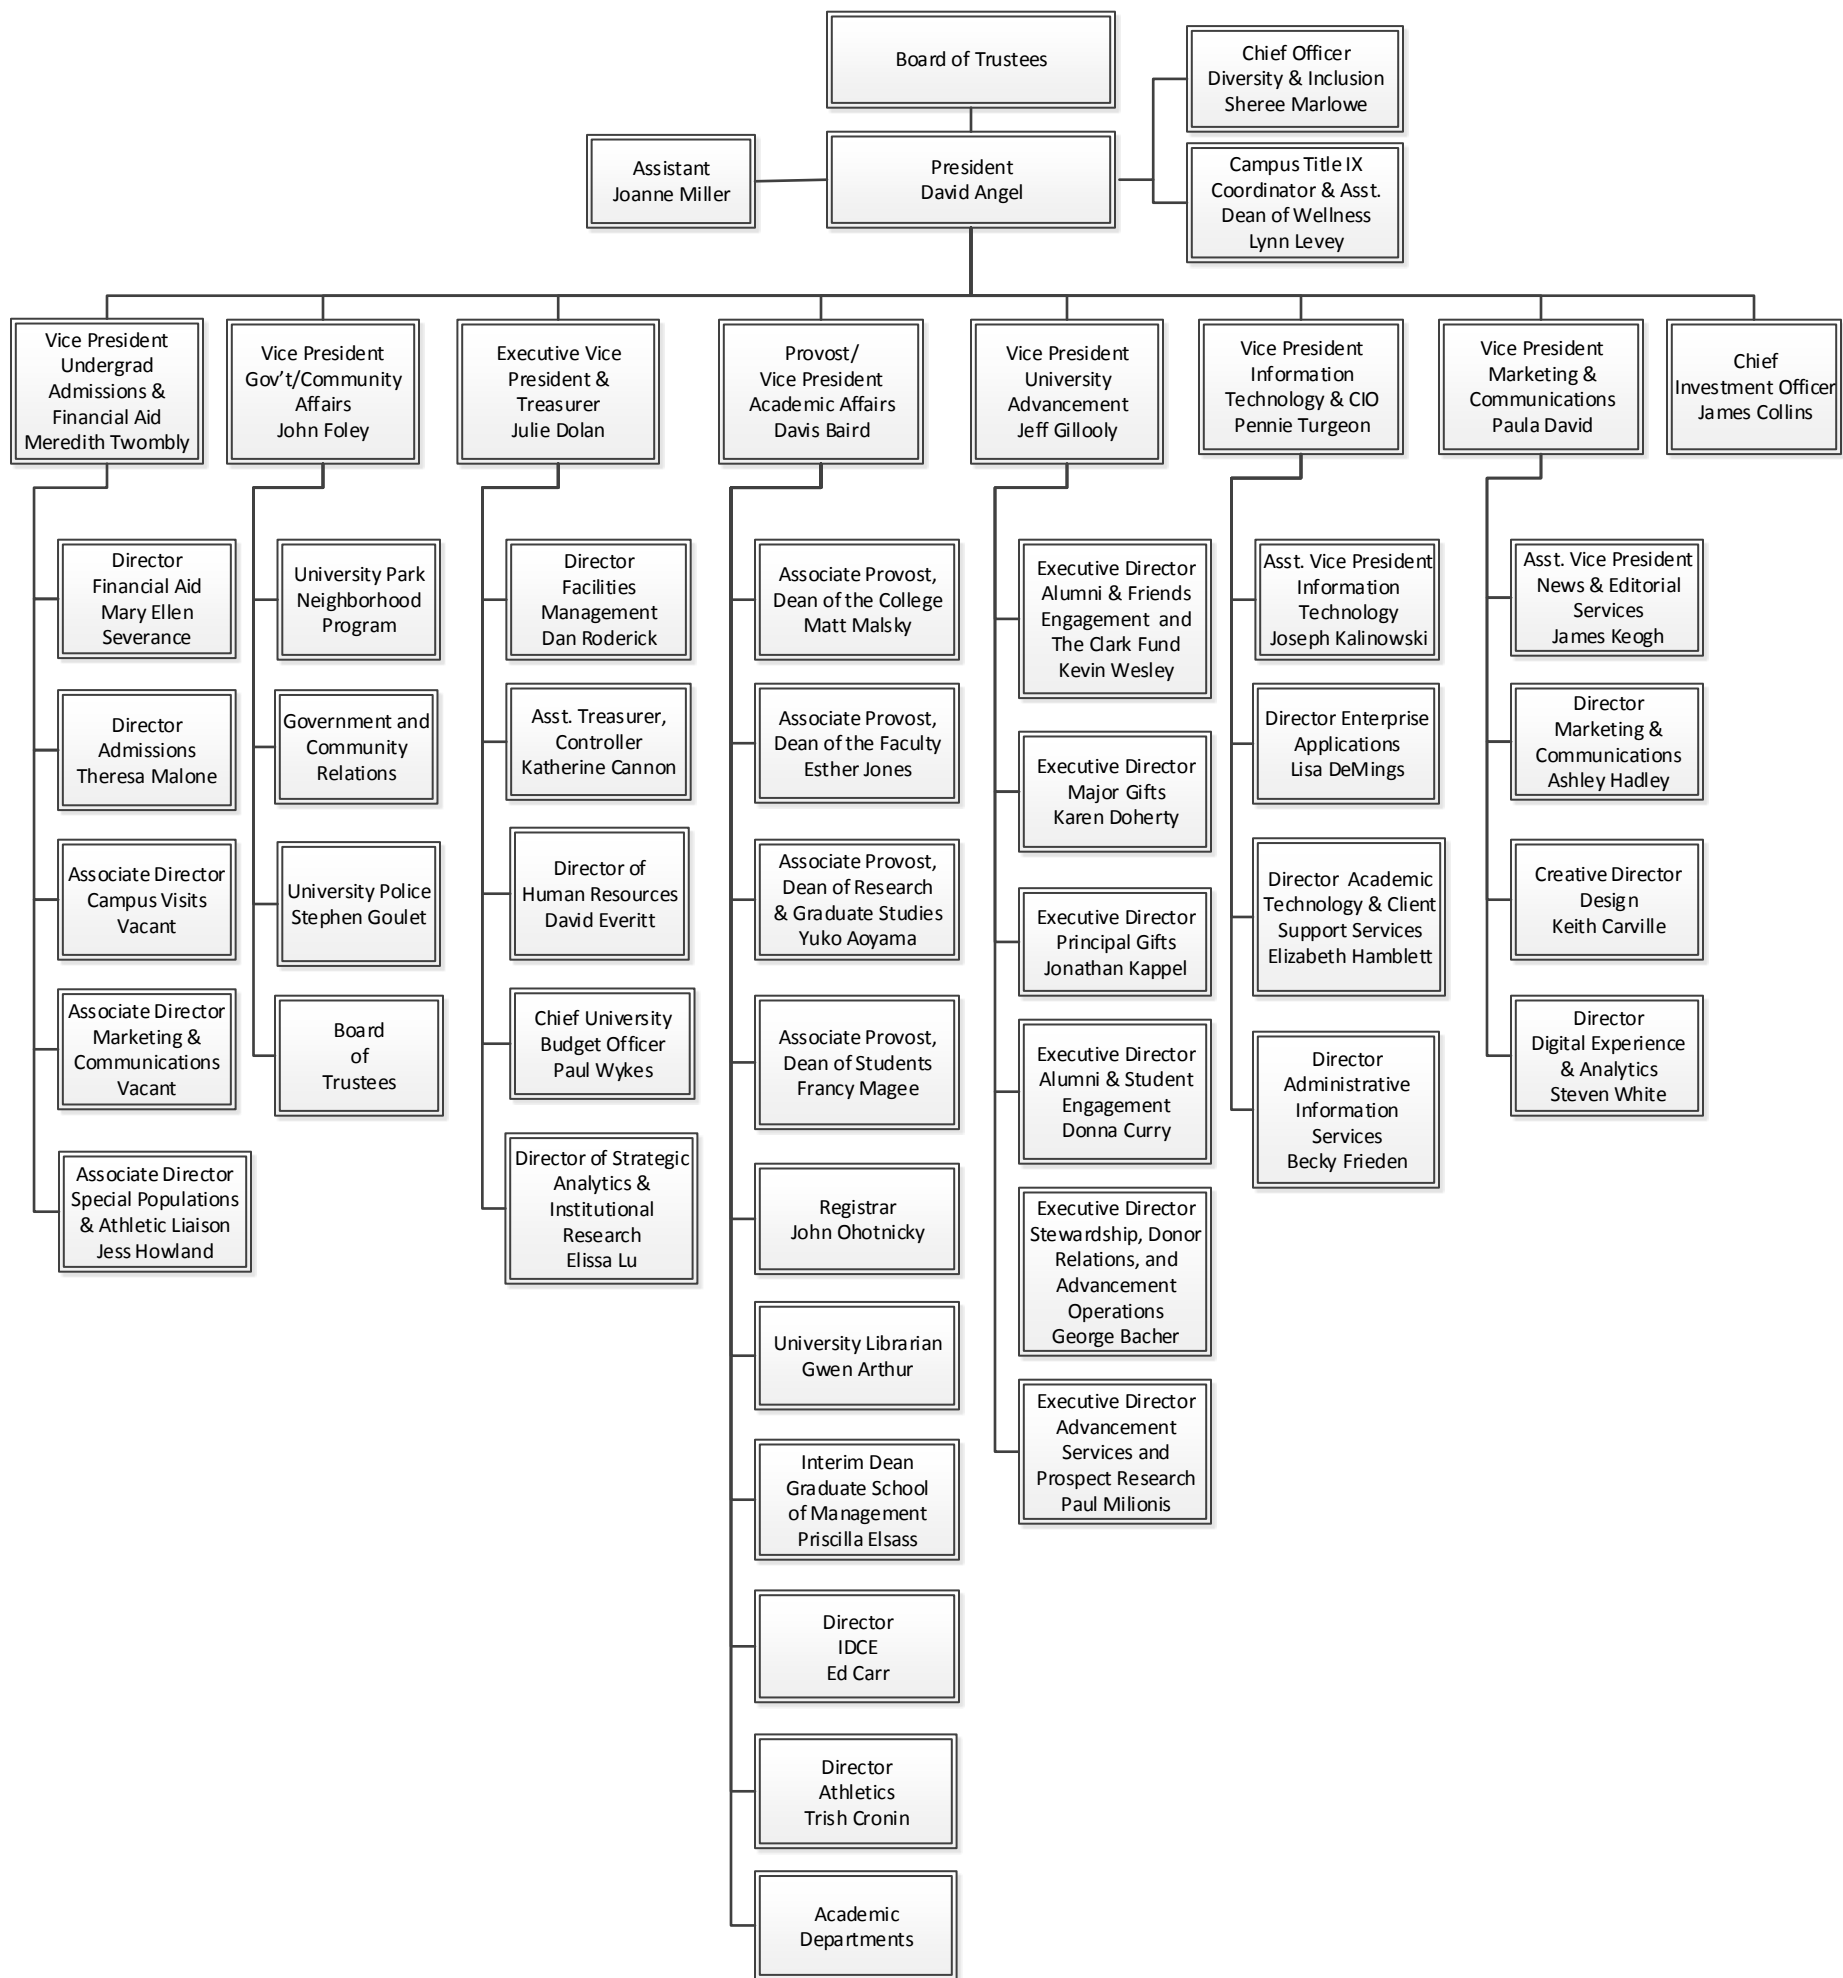 Board of Trustees
Chief Officer
Diversity & Inclusion
Sheree Marlowe
Assistant
Joanne Miller
President
David Angel
Campus Title IX
Coordinator & Asst.
Dean of Wellness
Lynn Levey
Vice President
Undergrad
Admissions &
Financial Aid
Meredith Twombly
Vice President
Gov’t/Community
Affairs
John Foley
Executive Vice
President &
Treasurer
Julie Dolan
Provost/
Vice President
Academic Affairs
Davis Baird
Vice President
University
Advancement
Jeff Gillooly
Vice President
Information
Technology & CIO
Pennie Turgeon
Vice President
Marketing &
Communications
Paula David
Chief
Investment Officer
James Collins
Director
Financial Aid
Mary Ellen
Severance
Director
Admissions
Theresa Malone
Associate Director
Campus Visits
Vacant
Associate Director
Marketing &
Communications
Vacant
Associate Director
Special Populations
& Athletic Liaison
Jess Howland
University Park
Neighborhood
Program
Government and
Community
Relations
University Police
Stephen Goulet
Board
of
Trustees
Director
Facilities
Management
Dan Roderick
Asst. Treasurer,
Controller
Katherine Cannon
Director of
Human Resources
David Everitt
Chief University
Budget Officer
Paul Wykes
Director of Strategic
Analytics &
Institutional
Research
Elissa Lu
Associate Provost,
Dean of the College
Matt Malsky
Associate Provost,
Dean of the Faculty
Esther Jones
Associate Provost,
Dean of Research
& Graduate Studies
Yuko Aoyama
Associate Provost,
Dean of Students
Francy Magee
Registrar
John Ohotnicky
University Librarian
Gwen Arthur
Interim Dean
Graduate School
of Management
Priscilla Elsass
Director
IDCE
Ed Carr
Director
Athletics
Trish Cronin
Academic
Departments
Executive Director
Alumni & Friends
Engagement and
The Clark Fund
Kevin Wesley
Executive Director
Major Gifts
Karen Doherty
Executive Director
Principal Gifts
Jonathan Kappel
Executive Director
Alumni & Student
Engagement
Donna Curry
Executive Director
Stewardship, Donor
Relations, and
Advancement
Operations
George Bacher
Executive Director
Advancement
Services and
Prospect Research
Paul Milionis
Asst. Vice President
Information
Technology
Joseph Kalinowski
Director Enterprise
Applications
Lisa DeMings
Director Academic
Technology & Client
Support Services
Elizabeth Hamblett
Director
Administrative
Information
Services
Becky Frieden
Asst. Vice President
News & Editorial
Services
James Keogh
Director
Marketing &
Communications
Ashley Hadley
Creative Director
Design
Keith Carville
Director
Digital Experience
& Analytics
Steven White